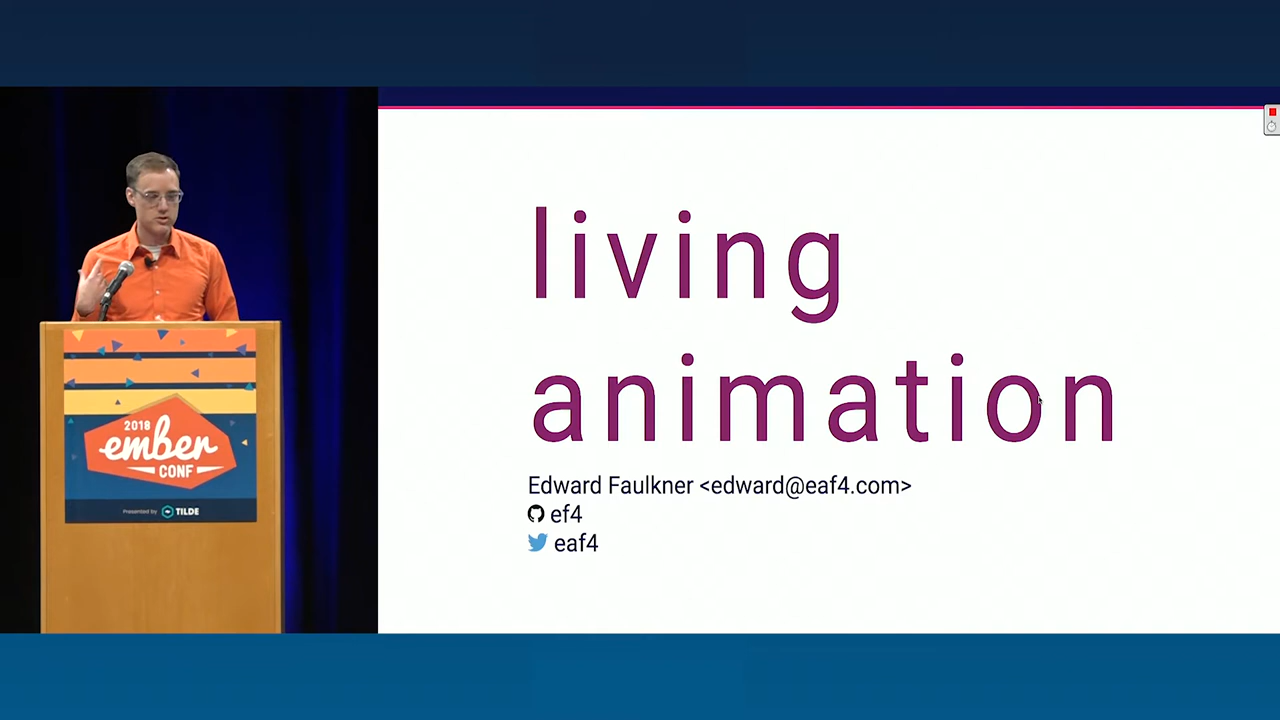 living
animation
Edward Faulkner <edward@eaf4.com>
ef4
eaf4
2018
ember
CONF
Presented by TILDE